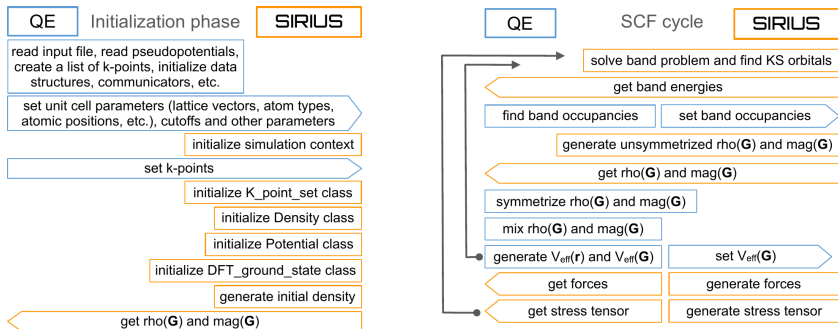 QE Initialization phase SIRIUS
read input file, read pseudopotentials,
create a list of k-points, initialize data
structures, communicators, etc.
set unit cell parameters (lattice vectors, atom types,
atomic positions, etc.), cutoffs and other parameters
initialize simulation context
set k-points
initialize K_point_set class
initialize Density class
initialize Potential class
initialize DFT_ground_state class
generate initial density
get rho(G) and mag(G)
QE SCF cycle SIRIUS
solve band problem and find KS orbitals
get band energies
find band occupancies set band occupancies
generate unsymmetrized rho(G) and mag(G)
get rho(G) and mag(G)
symmetrize rho(G) and mag(G)
mix rho(G) and mag(G)
generate Veff(r) and Veff(G) set Veff(G)
get forces generate forces
get stress tensor generate stress tensor